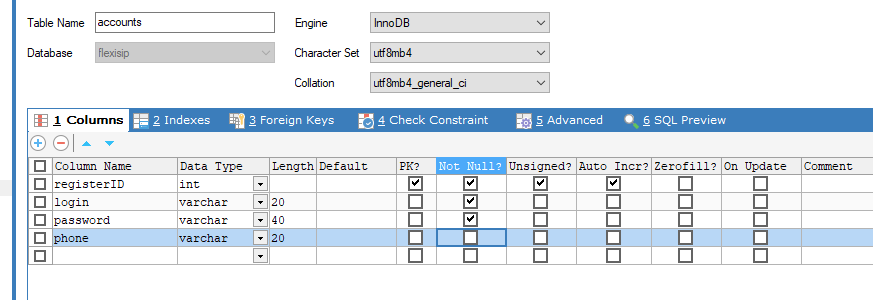 Table Name accounts Engine InnoDB
Database flexisip Character Set utf8mb4
Collation utf8mb4_general_ci
1 Columns 2 Indexes 3 Foreign Keys 4 Check Constraint 5 Advanced 6 SQL Preview
Column Name Data Type Length Default PK? Not Null? Unsigned? Auto Incr? Zerofill? On Update Comment
registerID int
login varchar 20
password varchar 40
phone varchar 20